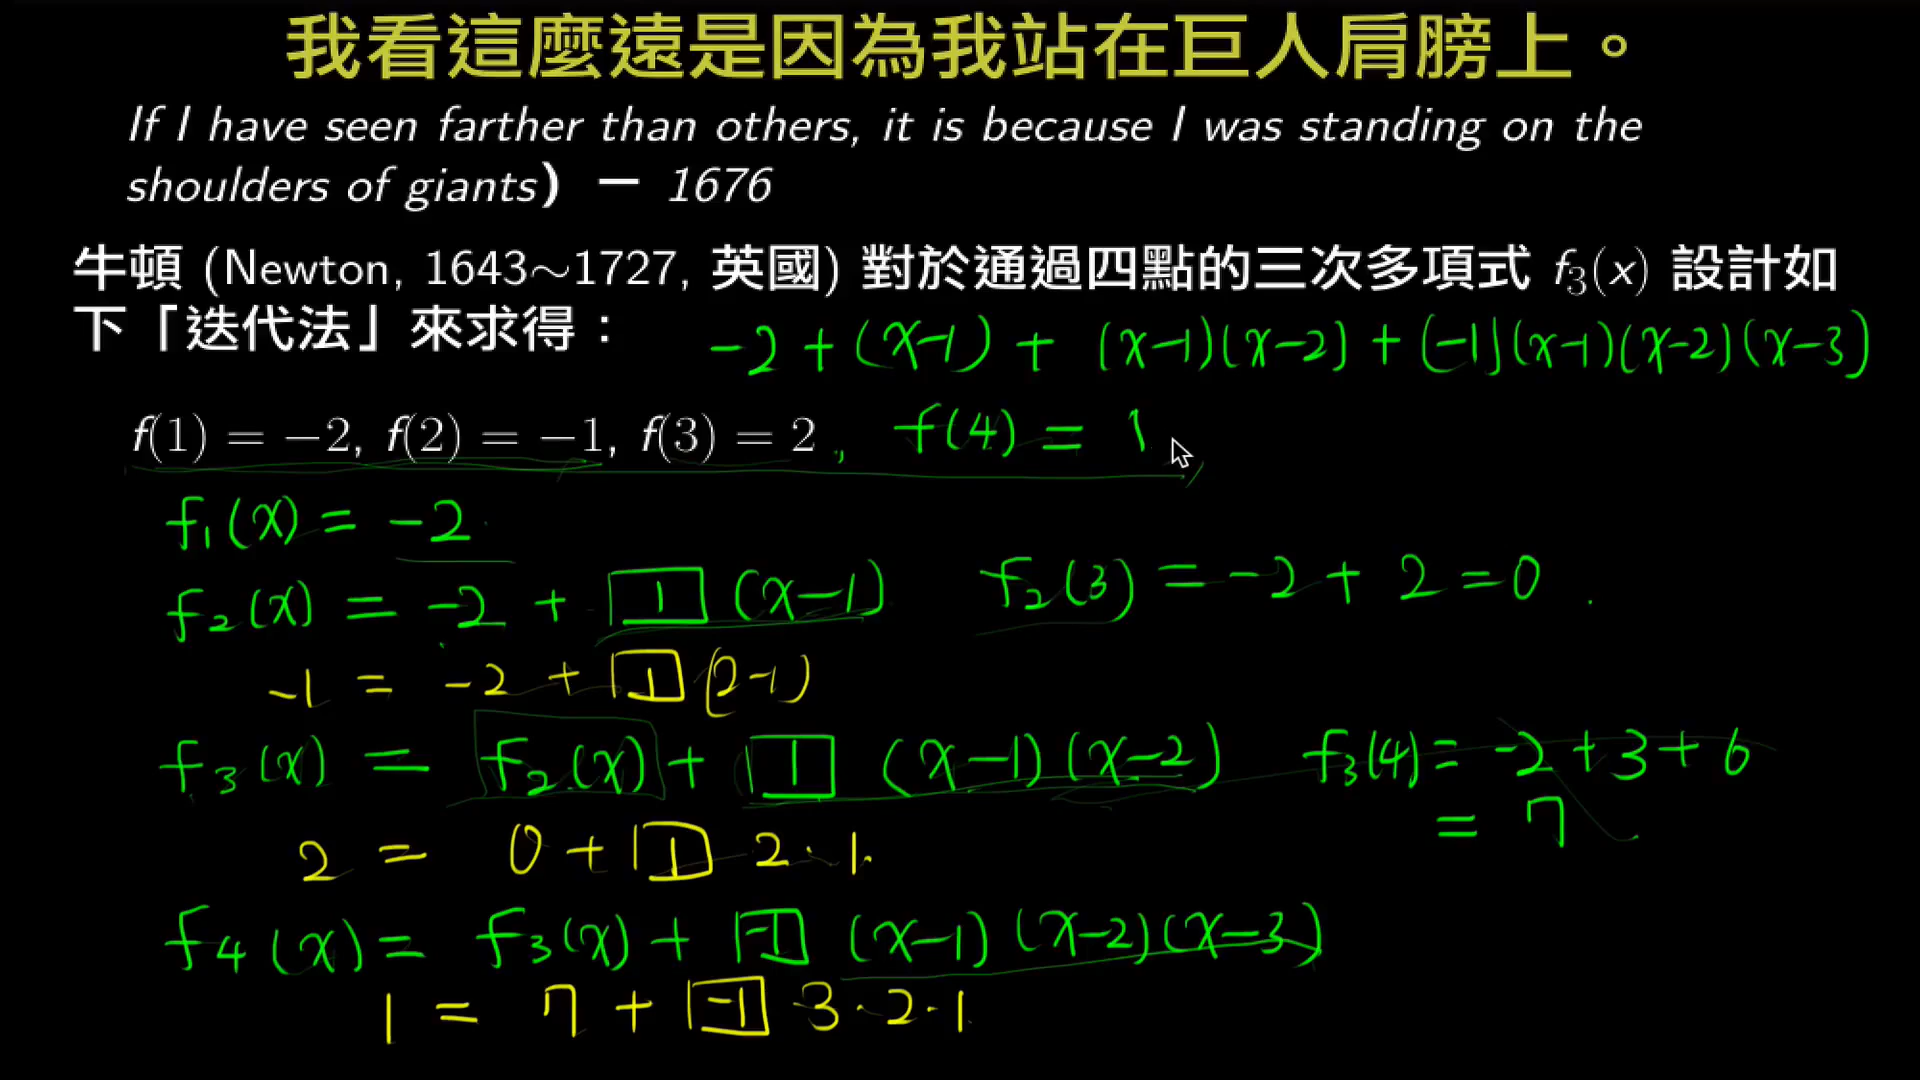 我看這麼遠是因為我站在巨人肩膀上。
If I have seen farther than others, it is because I was standing on the
shoulders of giants) － 1676
牛頓 (Newton, 1643~1727, 英國) 對於通過四點的三次多項式 f₃(x) 設計如
下「迭代法」來求得：
-2 + (x-1) + (x-1)(x-2) + (-1)(x-1)(x-2)(x-3)
f(1) = −2, f(2) = −1, f(3) = 2 , f(4) = 1
f₁(x) = -2
f₂(x) = -2 + 1 (x-1) f₂(3) = -2 + 2 = 0
-1 = -2 + 1 (2-1)
f₃(x) = f₂(x) + 1 (x-1)(x-2) f₃(4) = -2 + 3 + 6
= 7
2 = 0 + 1 2·1
f₄(x) = f₃(x) + -1 (x-1)(x-2)(x-3)
1 = 7 + -1 3·2·1